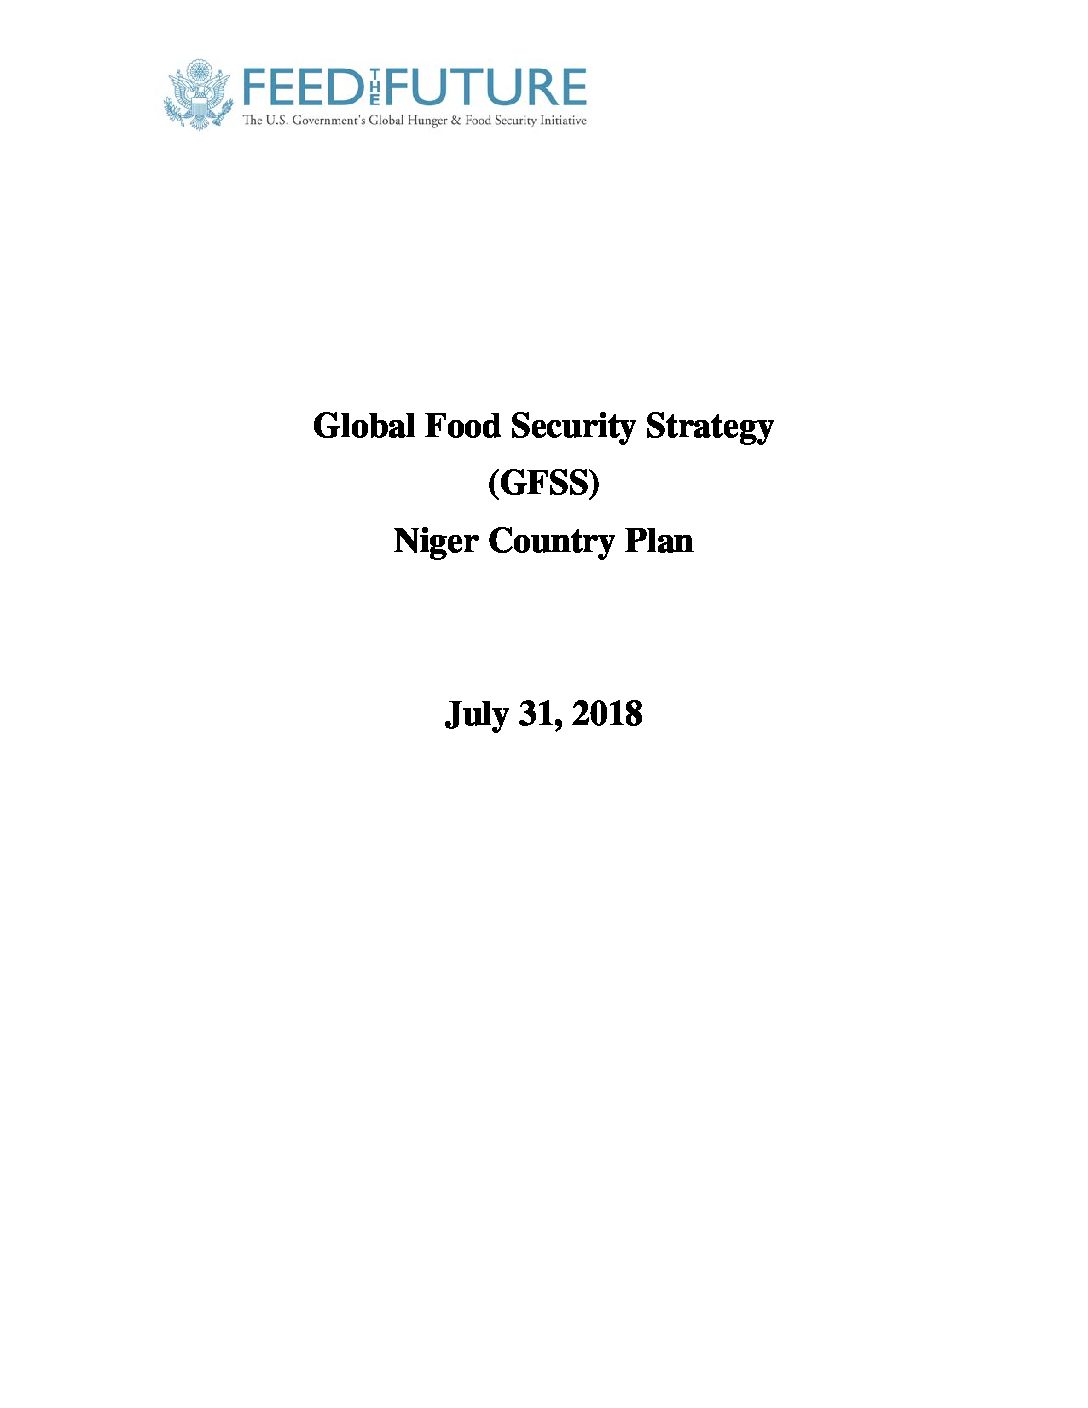 FEED THE FUTURE
The U.S. Government's Global Hunger & Food Security Initiative
Global Food Security Strategy
(GFSS)
Niger Country Plan
July 31, 2018